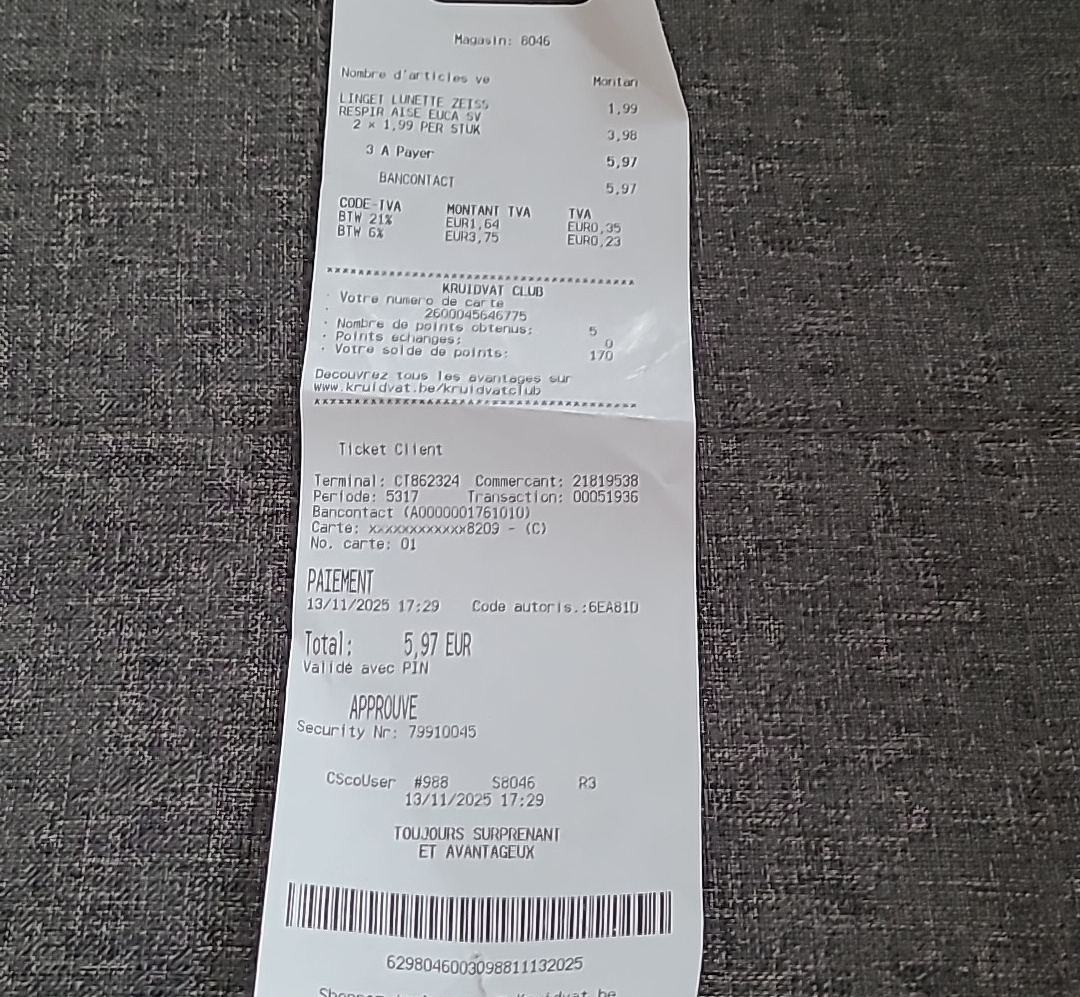 Magasin: 8046
Nombre d'articles ve Montan
LINGET LUNETTE ZEISS 1,99
RESPIR AISE EUCA SV
2 x 1,99 PER STUK 3,98
3 A Payer 5,97
BANCONTACT 5,97
CODE-TVA MONTANT TVA TVA
BTW 21% EUR1,64 EUR0,35
BTW 6% EUR3,75 EUR0,23
KRUIDVAT CLUB
Votre numero de carte
2600045646775
Nombre de points obtenus: 5
Points echanges: 0
Votre solde de points: 170
Decouvrez tous les avantages sur
www.kruidvat.be/kruidvatclub
Ticket Client
Terminal: CT862324 Commercant: 21819538
Periode: 5317 Transaction: 00051936
Bancontact (A0000001761010)
Carte: xxxxxxxxxxxx8209 - (C)
No. carte: 01
PAIEMENT
13/11/2025 17:29 Code autoris.:6EA81D
Total: 5,97 EUR
Validé avec PIN
APPROUVE
Security Nr: 79910045
CScoUser #988 S8046 R3
13/11/2025 17:29
TOUJOURS SURPRENANT
ET AVANTAGEUX
6298046003098811132025